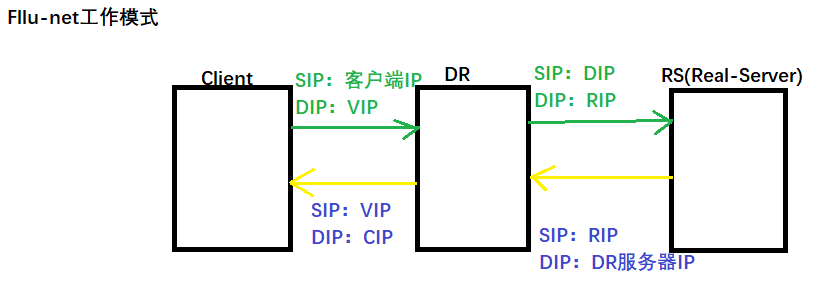 Fllu-net工作模式
Client
SIP：客户端IP
DIP：VIP
DR
SIP：DIP
DIP：RIP
RS(Real-Server)
SIP：VIP
DIP：CIP
SIP：RIP
DIP：DR服务器IP